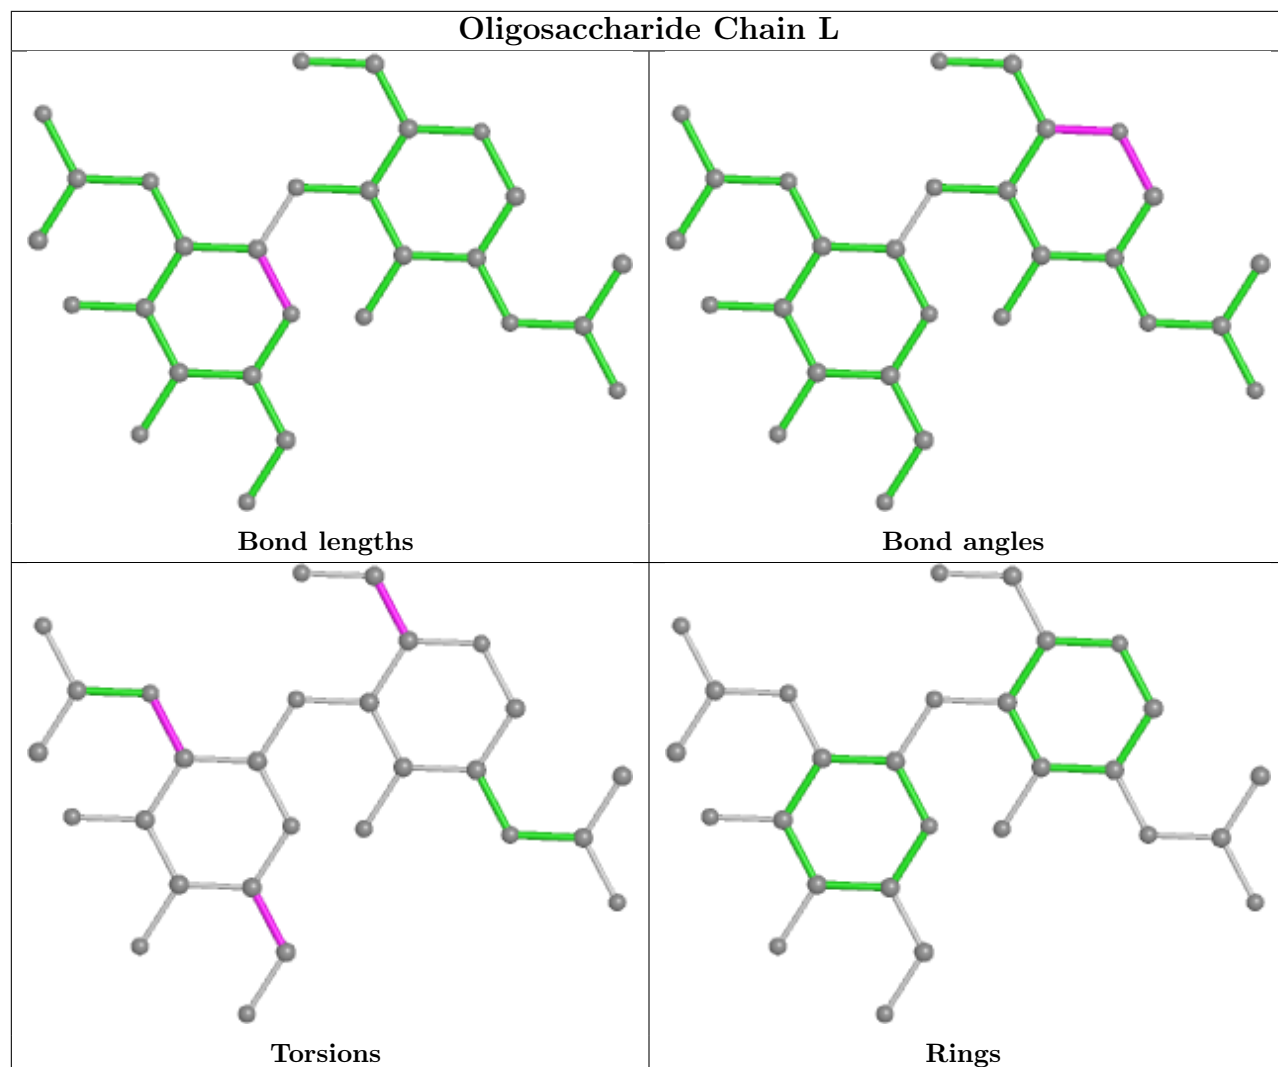 Oligosaccharide Chain L
Bond lengths
Bond angles
Torsions
Rings